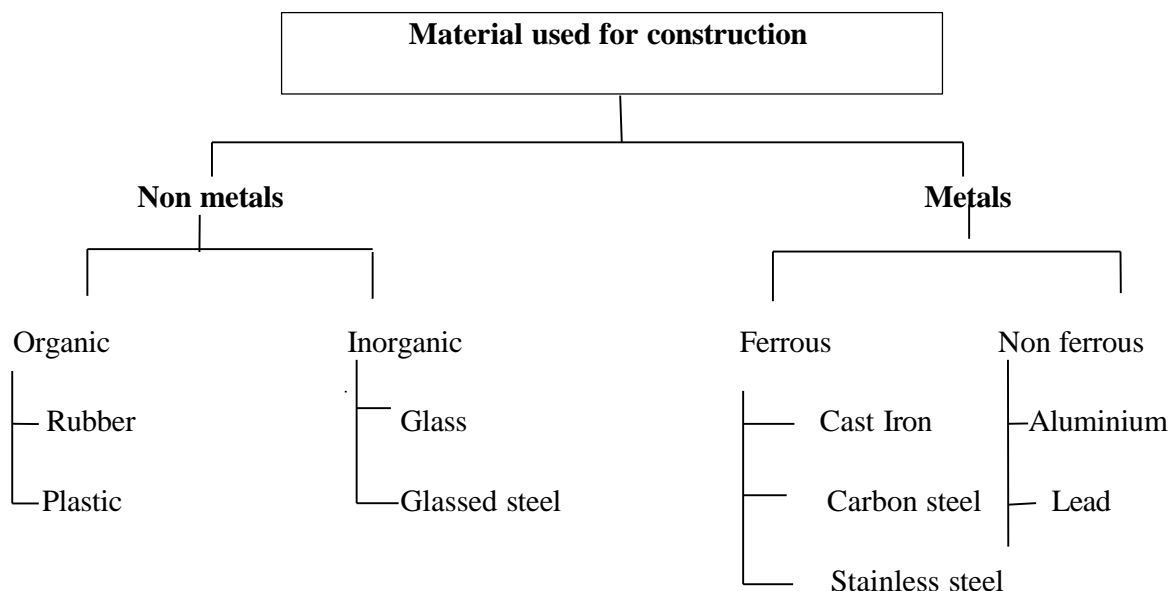 Material used for construction
Non metals
Metals
Organic
Inorganic
Ferrous
Non ferrous
Rubber
Glass
Cast Iron
Aluminium
Plastic
Glassed steel
Carbon steel
Lead
Stainless steel